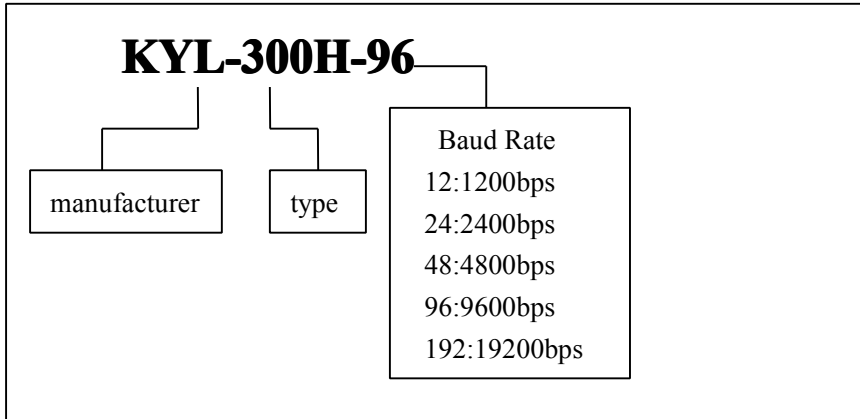 KYL-300H-96
manufacturer
type
Baud Rate
12:1200bps
24:2400bps
48:4800bps
96:9600bps
192:19200bps